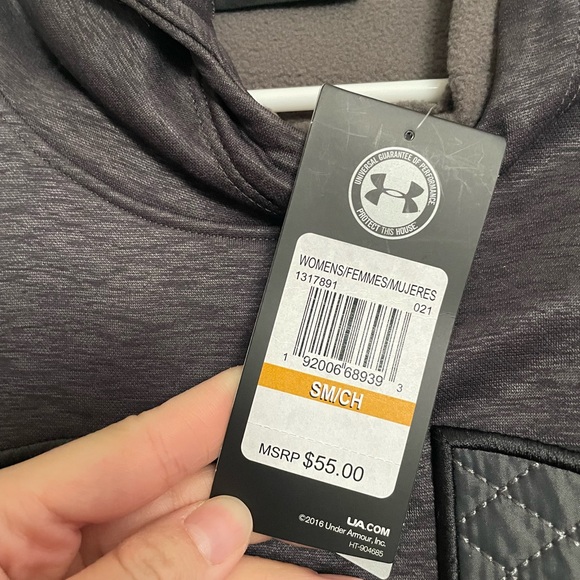 UNIVERSAL GUARANTEE OF PERFORMANCE
PROTECT THIS HOUSE
WOMENS/FEMMES/MUJERES
1317891 021
1 92006 68939 3
SM/CH
MSRP $55.00
UA.COM
©2016 Under Armour, Inc.
HT-904685